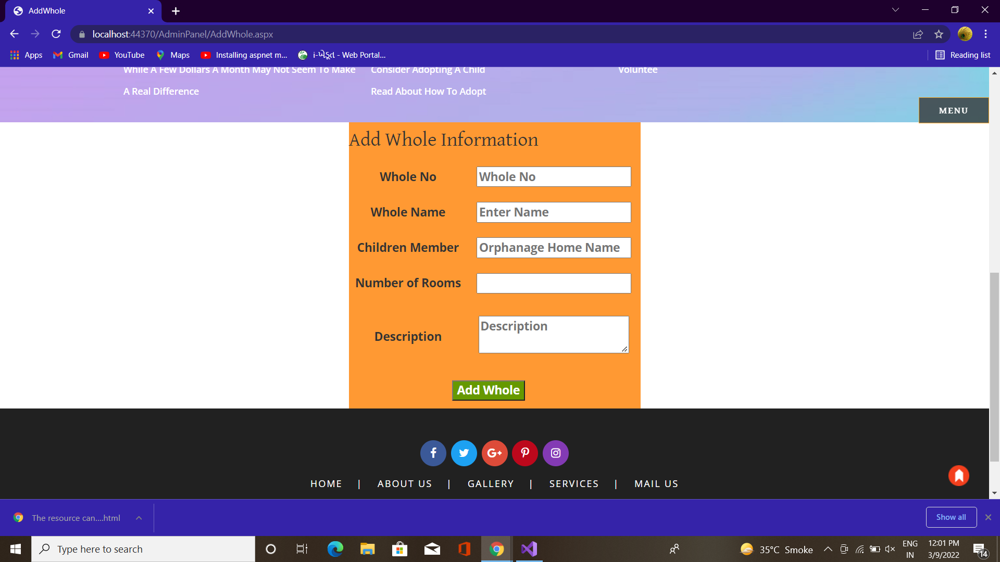 AddWhole
localhost:44370/AdminPanel/AddWhole.aspx
Apps Gmail YouTube Maps Installing aspnet m... i-ખેડૂત - Web Portal... Reading list
While A Few Dollars A Month May Not Seem To Make Consider Adopting A Child Voluntee
A Real Difference Read About How To Adopt
MENU
Add Whole Information
Whole No Whole No
Whole Name Enter Name
Children Member Orphanage Home Name
Number of Rooms
Description Description
Add Whole
HOME | ABOUT US | GALLERY | SERVICES | MAIL US
The resource can....html Show all
Type here to search
35°C Smoke
ENG
IN
12:01 PM
3/9/2022
14